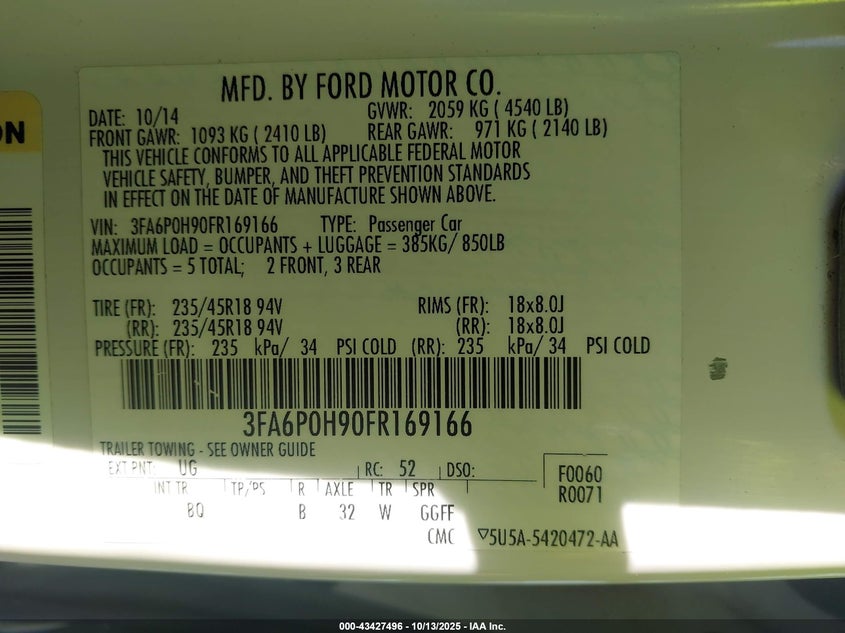 ON
MFD. BY FORD MOTOR CO.
DATE: 10/14 GVWR: 2059 KG ( 4540 LB)
FRONT GAWR: 1093 KG ( 2410 LB) REAR GAWR: 971 KG ( 2140 LB)
THIS VEHICLE CONFORMS TO ALL APPLICABLE FEDERAL MOTOR
VEHICLE SAFETY, BUMPER, AND THEFT PREVENTION STANDARDS
IN EFFECT ON THE DATE OF MANUFACTURE SHOWN ABOVE.
VIN: 3FA6P0H90FR169166 TYPE: Passenger Car
MAXIMUM LOAD = OCCUPANTS + LUGGAGE = 385KG/ 850LB
OCCUPANTS = 5 TOTAL; 2 FRONT, 3 REAR
TIRE (FR): 235/45R18 94V RIMS (FR): 18x8.0J
(RR): 235/45R18 94V (RR): 18x8.0J
PRESSURE (FR): 235 kPa/ 34 PSI COLD (RR): 235 kPa/ 34 PSI COLD
3FA6P0H90FR169166
TRAILER TOWING - SEE OWNER GUIDE
EXT PNT: UG RC: 52 DSO: F0060
INT TR TP/PS R AXLE TR SPR R0071
BQ B 32 W GGFF
CMC ▽5U5A-5420472-AA
000-43427496 - 10/13/2025 - IAA Inc.